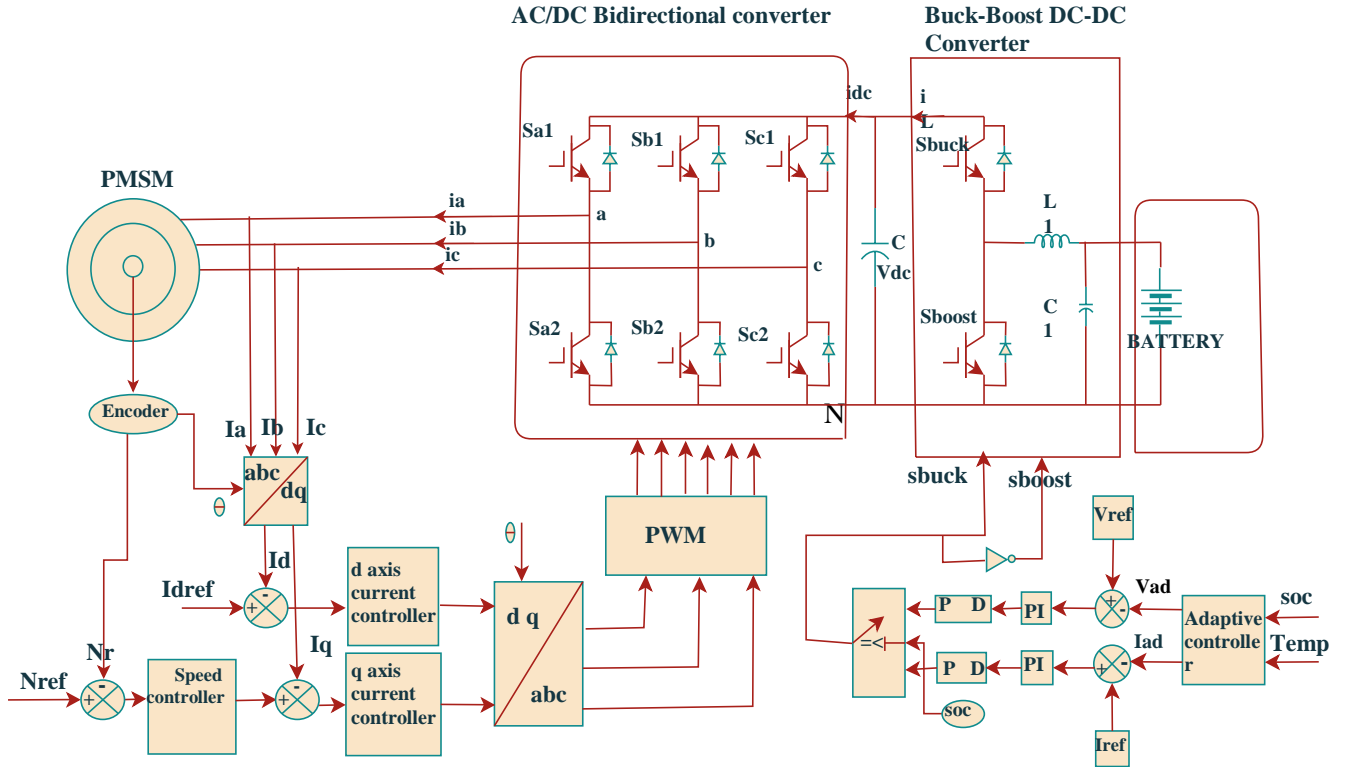 AC/DC Bidirectional converter
Buck-Boost DC-DC
Converter
idc
i
L
Sa1
Sb1
Sc1
Sbuck
PMSM
ia
a
ib
b
ic
c
C
Vdc
L
1
Sa2
Sb2
Sc2
Sboost
C
1
BATTERY
N
Encoder
Ia
Ib
Ic
abc
dq
θ
sbuck
sboost
PWM
Vref
θ
Id
Idref
+
-
d axis
current
controller
d q
abc
P D
PI
+
-
Vad
Adaptive
controlle
r
soc
Temp
=<
P D
PI
+
-
Iad
Iq
Nr
Nref
+
-
Speed
controller
+
-
q axis
current
controller
soc
Iref